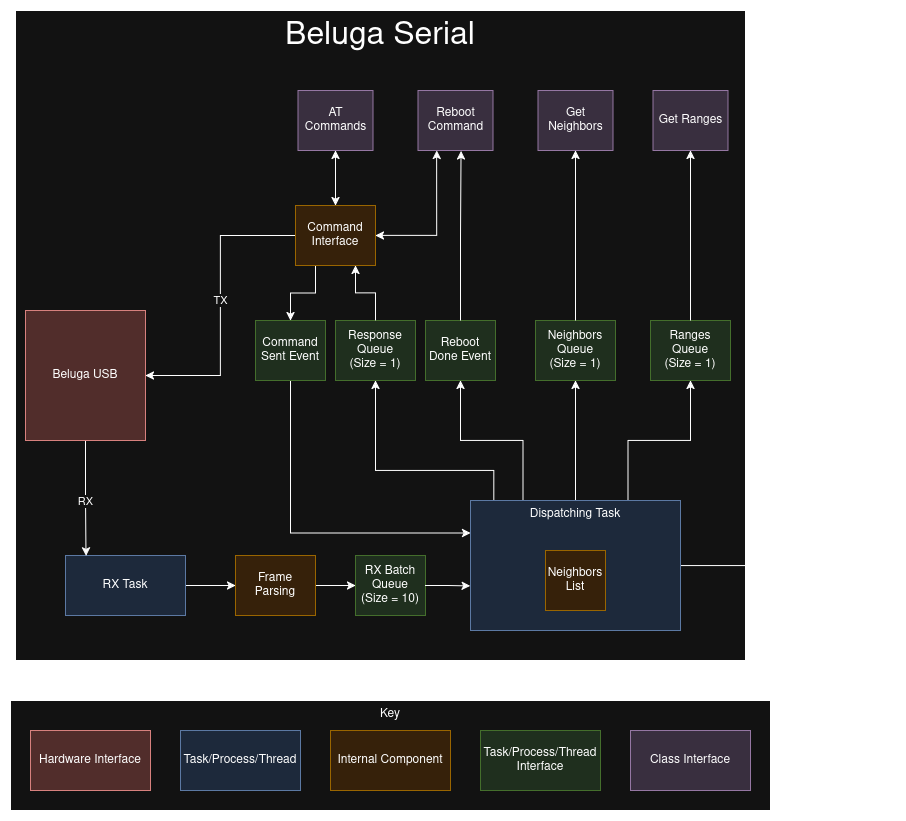 Beluga Serial
AT
Commands
Reboot
Command
Get
Neighbors
Get Ranges
Command
Interface
TX
Beluga USB
Command
Sent Event
Response
Queue
(Size = 1)
Reboot
Done Event
Neighbors
Queue
(Size = 1)
Ranges
Queue
(Size = 1)
RX
Dispatching Task
Neighbors
List
RX Task
Frame
Parsing
RX Batch
Queue
(Size = 10)
Key
Hardware Interface
Task/Process/Thread
Internal Component
Task/Process/Thread
Interface
Class Interface